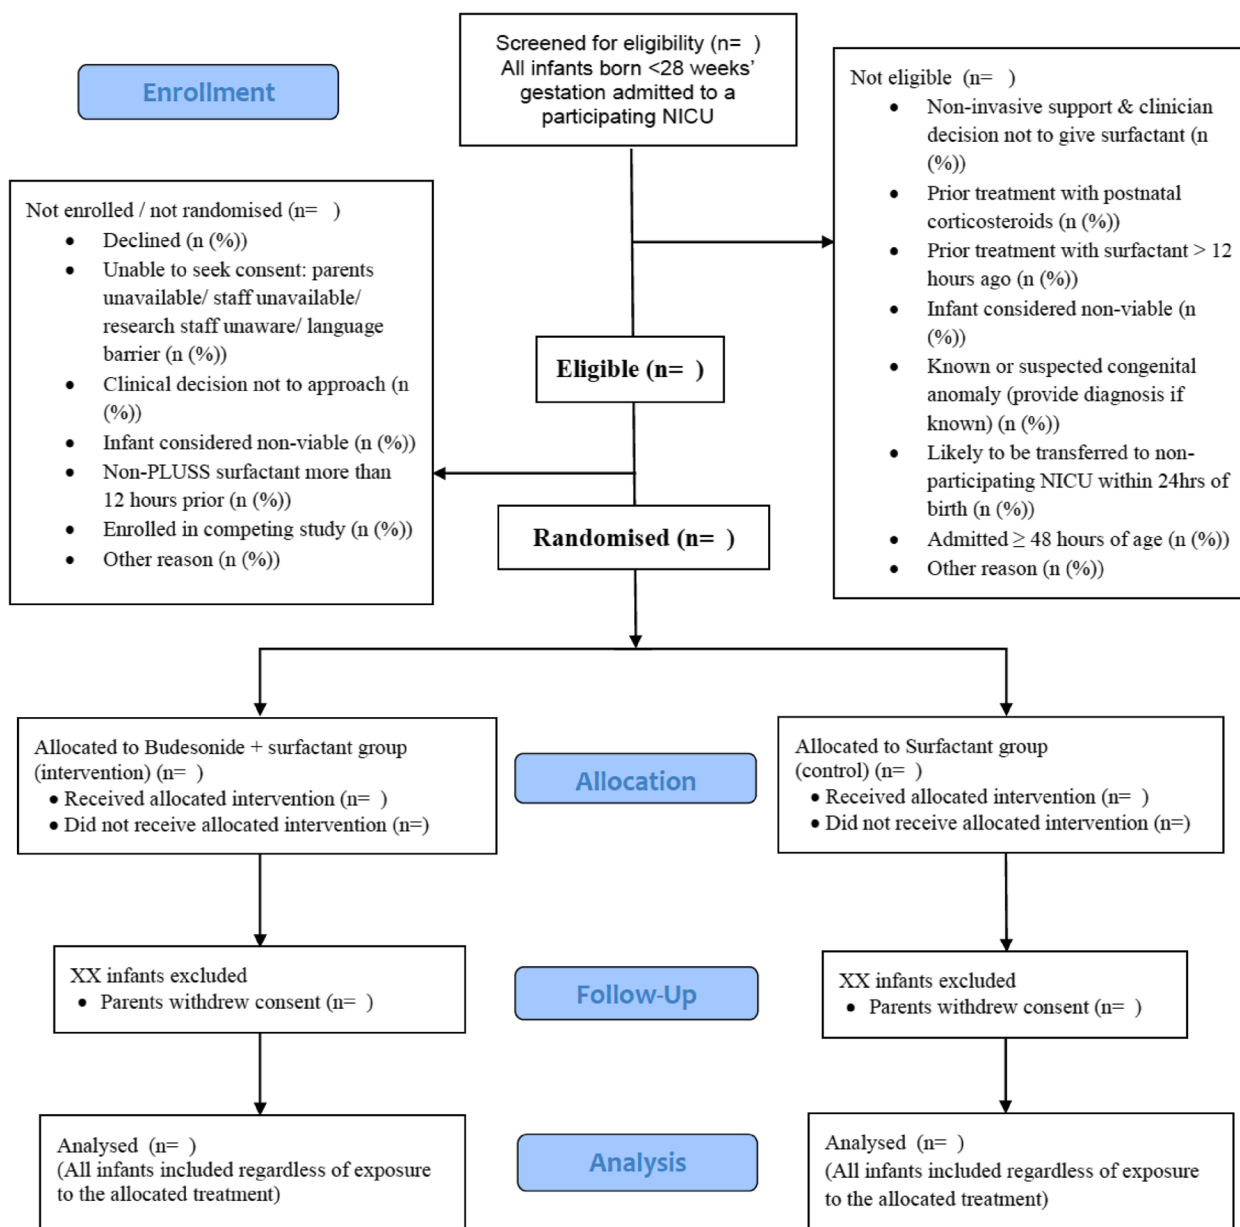 Screened for eligibility (n=  )
All infants born <28 weeks'
gestation admitted to a
participating NICU
Enrollment
Not eligible  (n=  )
• Non-invasive support & clinician
decision not to give surfactant (n
(%))
• Prior treatment with postnatal
corticosteroids (n (%))
• Prior treatment with surfactant > 12
hours ago (n (%))
• Infant considered non-viable (n
(%))
• Known or suspected congenital
anomaly (provide diagnosis if
known) (n (%))
• Likely to be transferred to non-
participating NICU within 24hrs of
birth (n (%))
• Admitted ≥ 48 hours of age (n (%))
• Other reason (n (%))
Not enrolled / not randomised (n=  )
• Declined (n (%))
• Unable to seek consent: parents
unavailable/ staff unavailable/
research staff unaware/ language
barrier (n (%))
• Clinical decision not to approach (n
(%))
• Infant considered non-viable (n (%))
• Non-PLUSS surfactant more than
12 hours prior (n (%))
• Enrolled in competing study (n (%))
• Other reason (n (%))
Eligible (n=  )
Randomised (n=  )
Allocated to Budesonide + surfactant group
(intervention) (n=  )
• Received allocated intervention (n=  )
• Did not receive allocated intervention (n=)
Allocation
Allocated to Surfactant group
(control) (n=  )
• Received allocated intervention (n=  )
• Did not receive allocated intervention (n=)
XX infants excluded
• Parents withdrew consent (n=  )
Follow-Up
XX infants excluded
• Parents withdrew consent (n=  )
Analysed  (n=  )
(All infants included regardless of exposure
to the allocated treatment)
Analysis
Analysed  (n=  )
(All infants included regardless of exposure
to the allocated treatment)